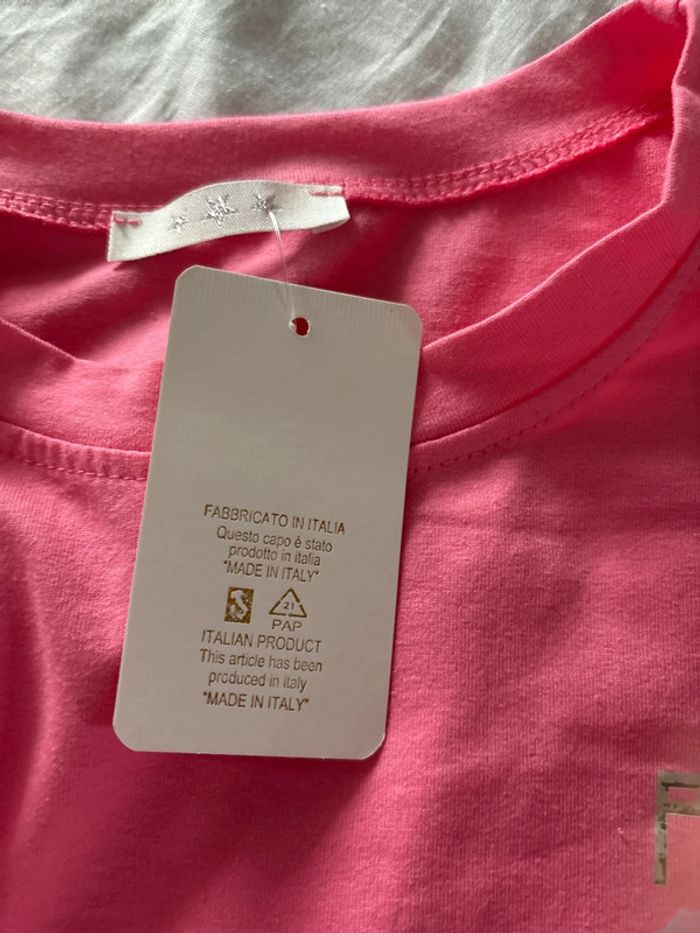 FABBRICATO IN ITALIA
Questo capo è stato
prodotto in italia
"MADE IN ITALY"
21
PAP
ITALIAN PRODUCT
This article has been
produced in italy
"MADE IN ITALY"